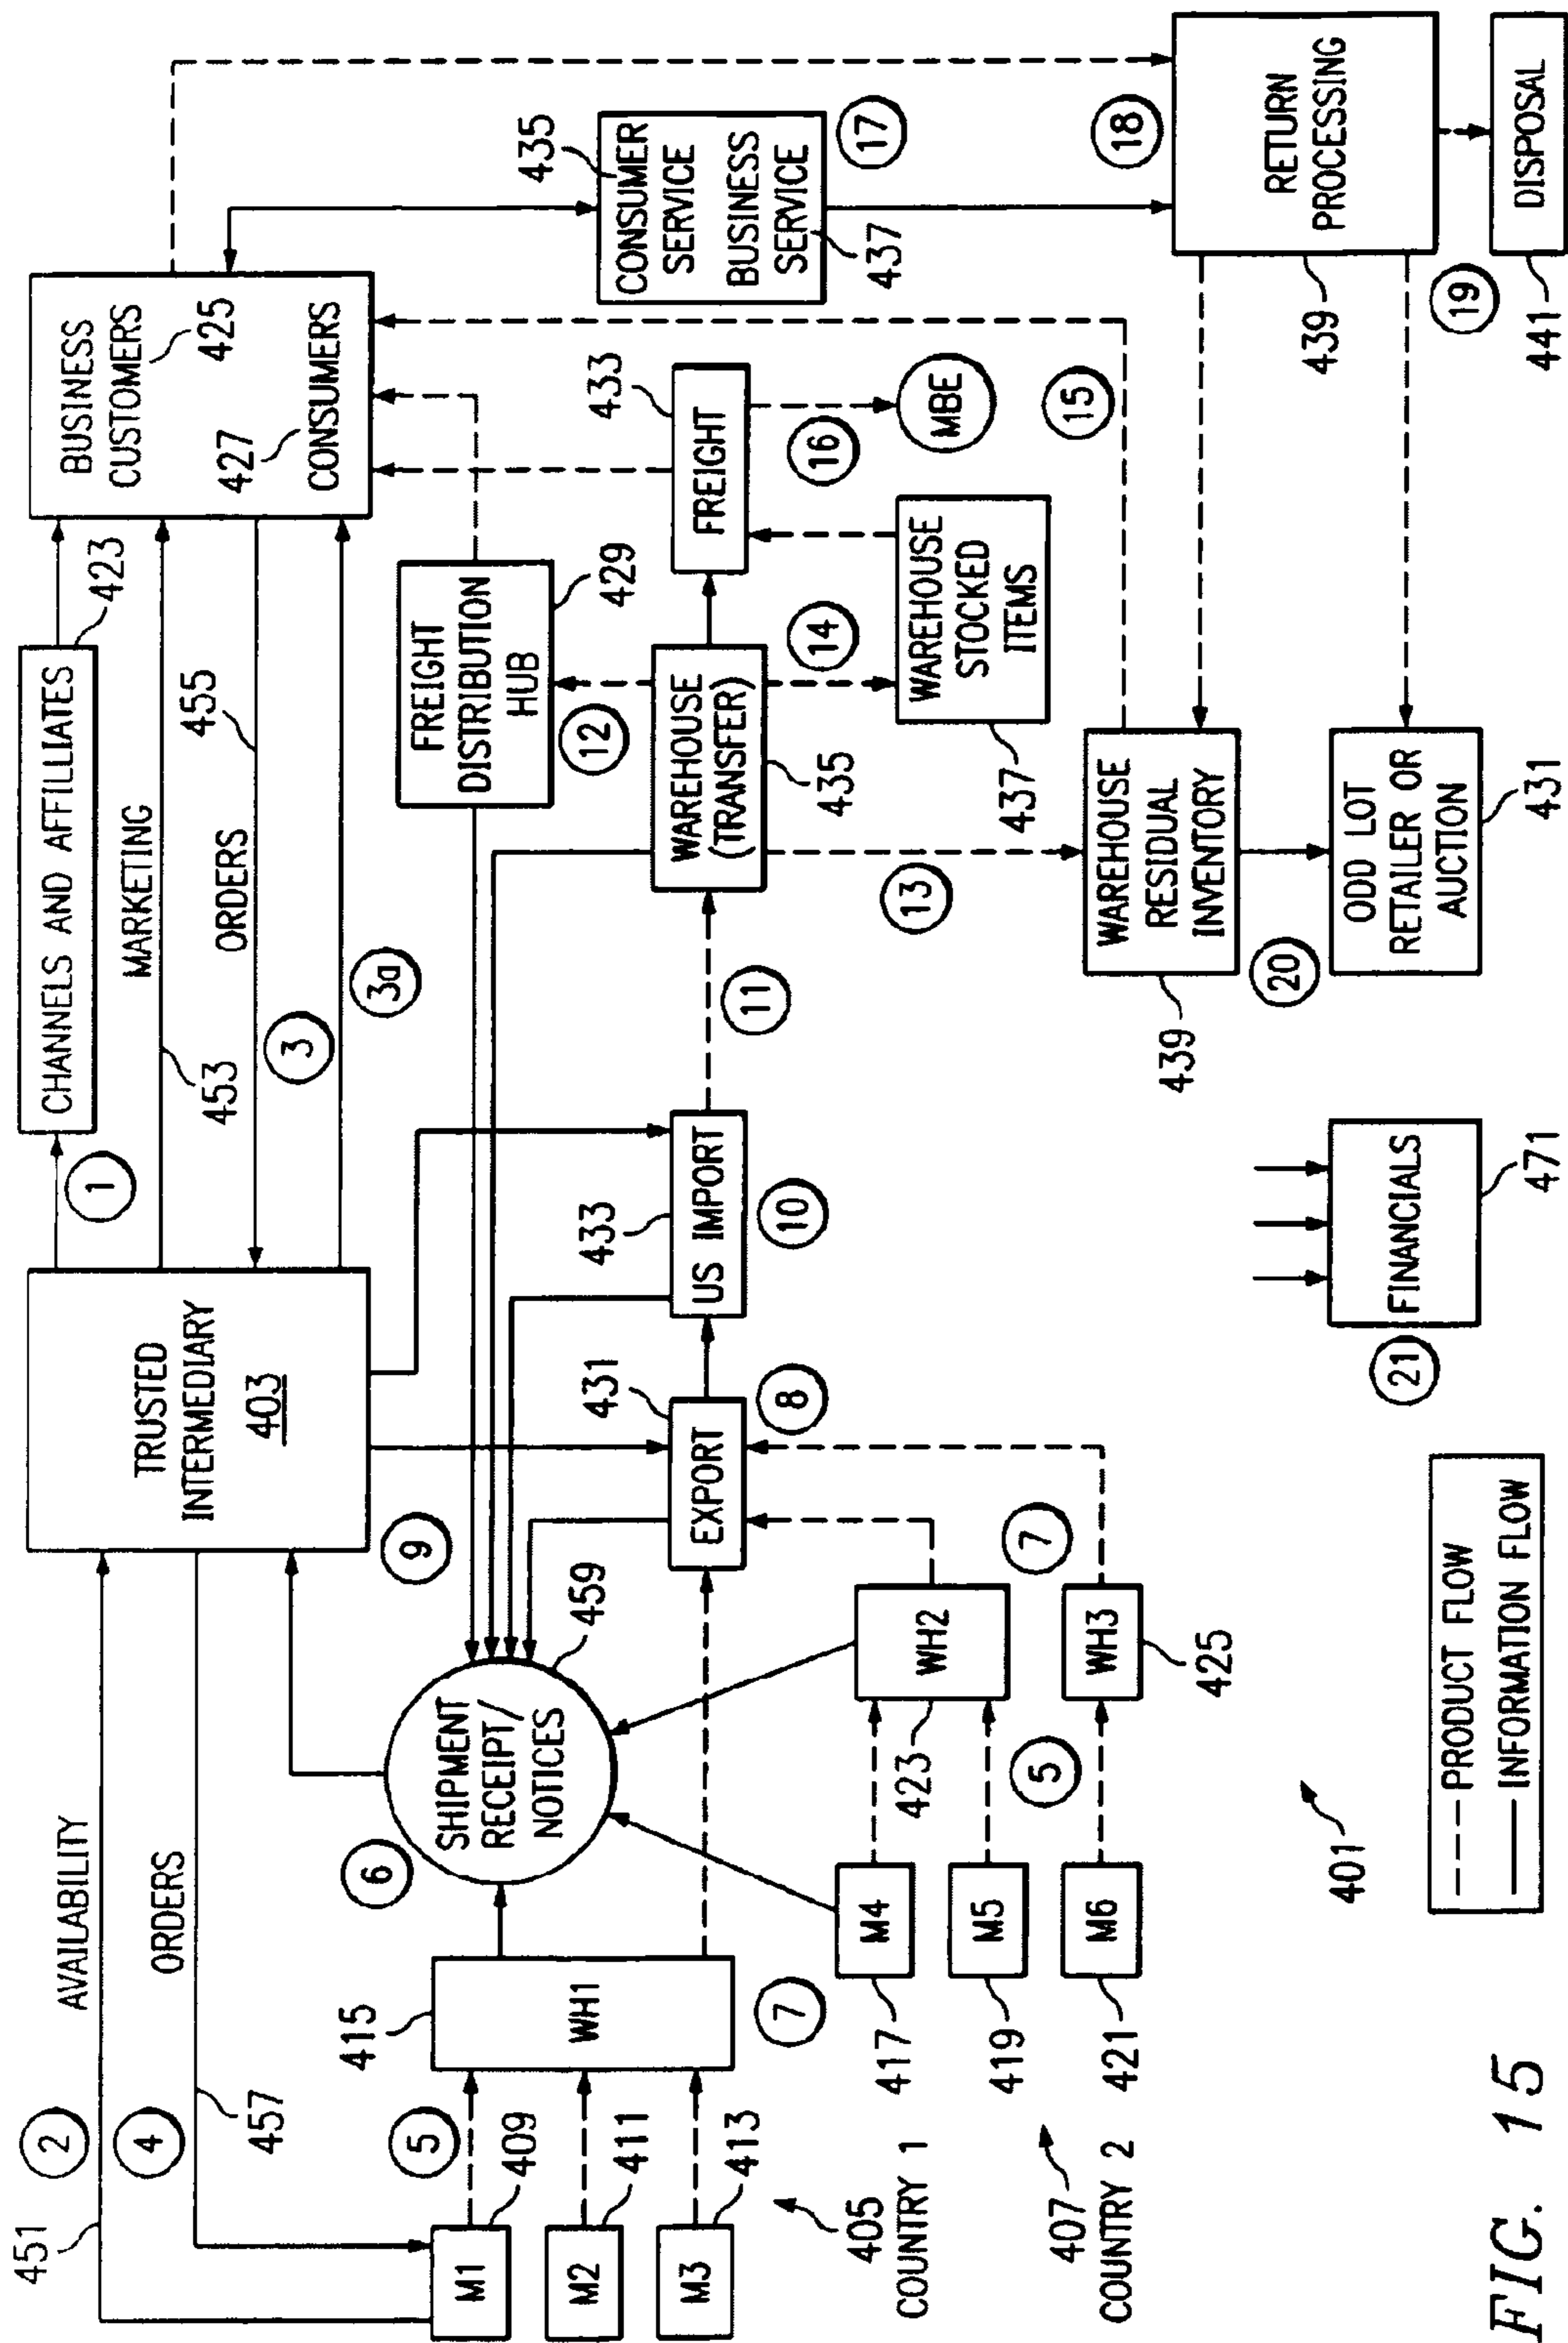 451
2
AVAILABILITY
4
ORDERS
457
TRUSTED
INTERMEDIARY
403
1
CHANNELS AND AFFILLIATES
423
MARKETING
453
455
ORDERS
3
3a
BUSINESS
CUSTOMERS
425
427
CONSUMERS
435
CONSUMER
SERVICE
BUSINESS
SERVICE
437
17
18
RETURN
PROCESSING
439
19
DISPOSAL
441
5
M1
409
M2
411
M3
413
415
WH1
7
6
SHIPMENT
RECEIPT/
NOTICES
459
9
431
EXPORT
8
433
US IMPORT
10
11
FREIGHT
DISTRIBUTION
HUB
429
12
WAREHOUSE
(TRANSFER)
435
14
433
FREIGHT
16
MBE
WAREHOUSE
STOCKED
ITEMS
437
13
15
WAREHOUSE
RESIDUAL
INVENTORY
439
20
ODD LOT
RETAILER OR
AUCTION
431
405
COUNTRY 1
407
COUNTRY 2
417
M4
419
M5
421
M6
5
423
WH2
WH3
425
7
21
FINANCIALS
471
401
PRODUCT FLOW
INFORMATION FLOW
FIG. 15